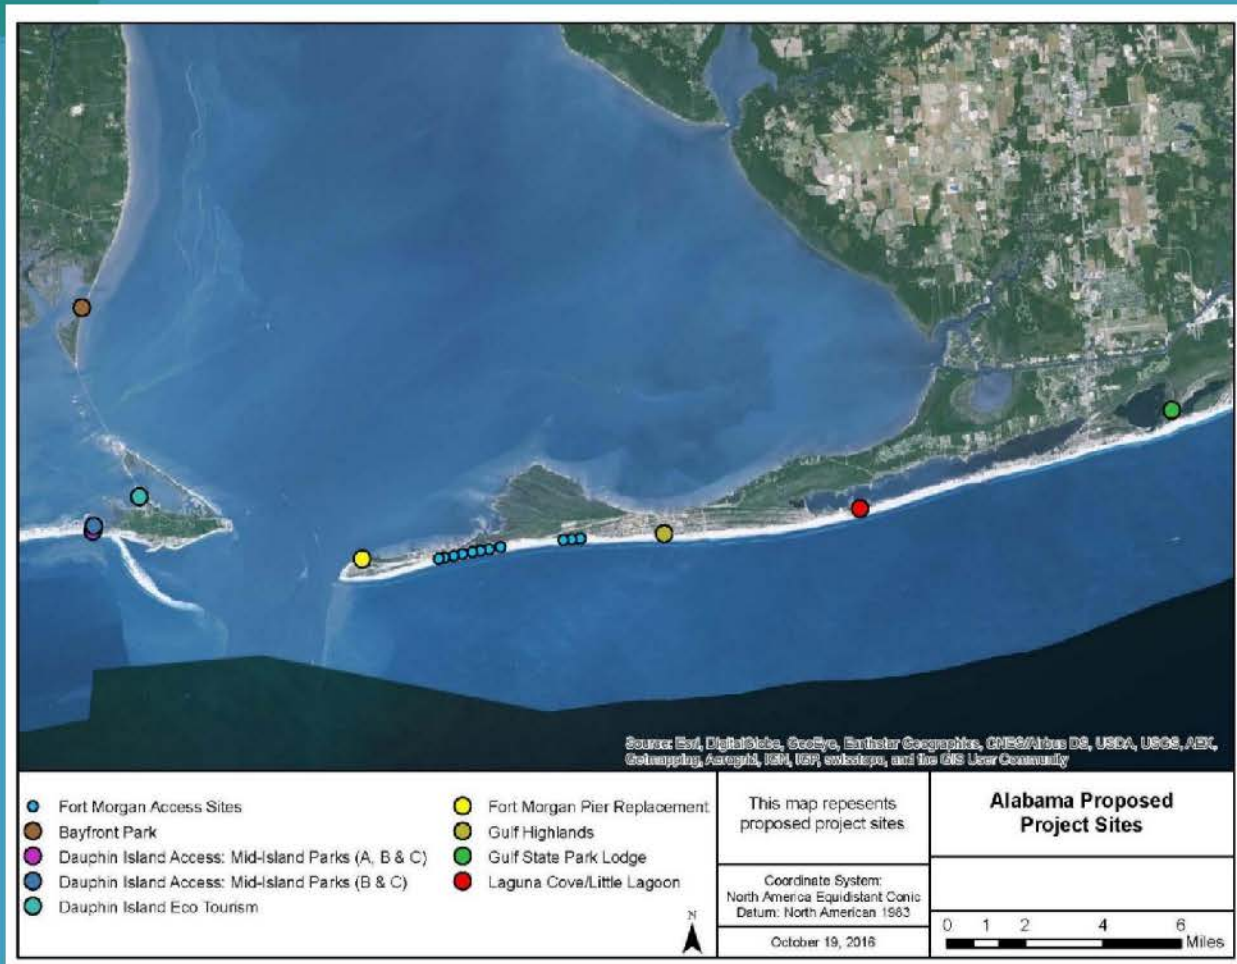 Source: Esri, DigitalGlobe, GeoEye, Earthstar Geographics, CNES/Airbus DS, USDA, USGS, AEX,
Getmapping, Aerogrid, IGN, IGP, swisstopo, and the GIS User Community
Fort Morgan Access Sites
Bayfront Park
Dauphin Island Access: Mid-Island Parks (A, B & C)
Dauphin Island Access: Mid-Island Parks (B & C)
Dauphin Island Eco Tourism
Fort Morgan Pier Replacement
Gulf Highlands
Gulf State Park Lodge
Laguna Cove/Little Lagoon
N
This map repesents
proposed project sites
Coordinate System:
North America Equidistant Conic
Datum: North American 1983
October 19, 2016
Alabama Proposed
Project Sites
0 1 2 4 6
Miles